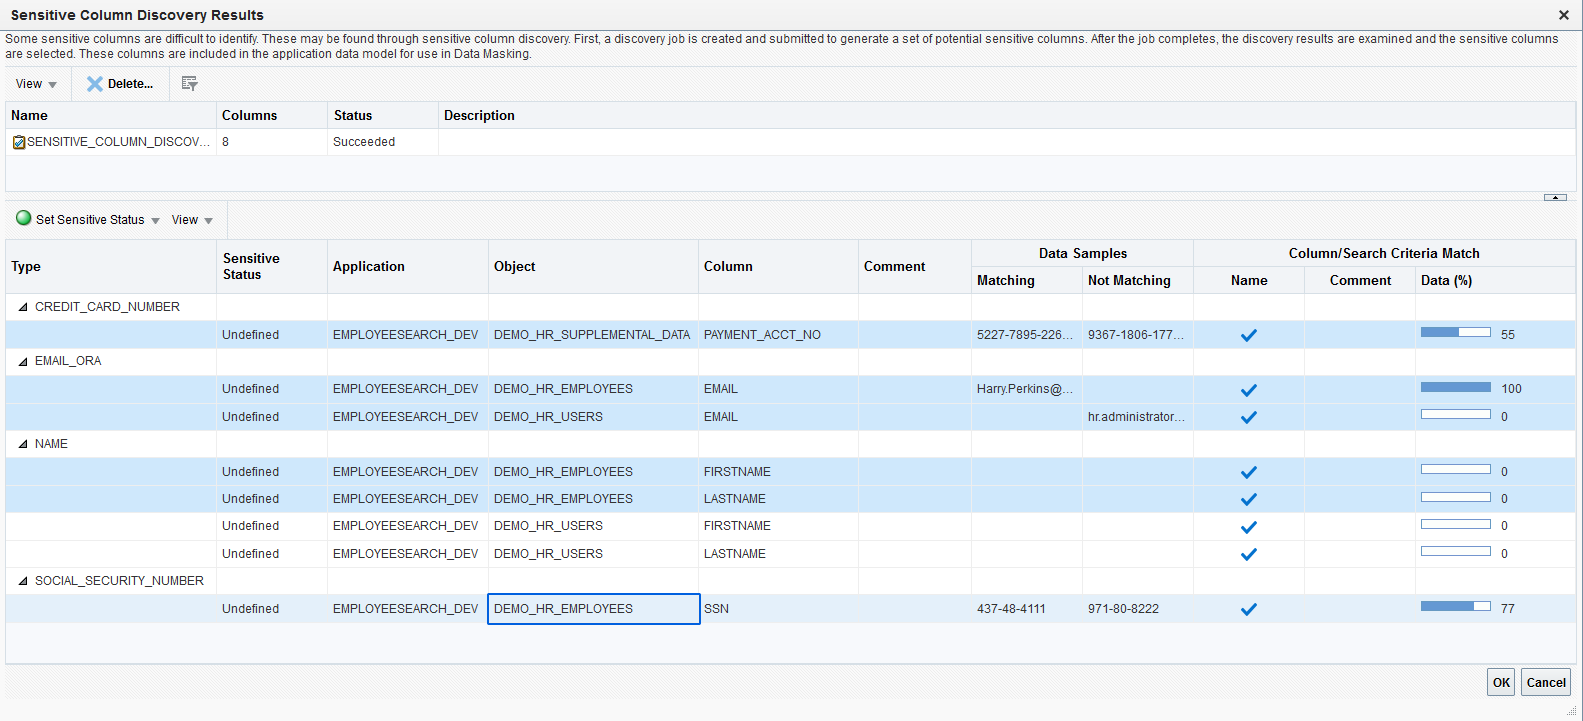 Sensitive Column Discovery Results
Some sensitive columns are difficult to identify. These may be found through sensitive column discovery. First, a discovery job is created and submitted to generate a set of potential sensitive columns. After the job completes, the discovery results are examined and the sensitive columns
are selected. These columns are included in the application data model for use in Data Masking.
View Delete...
Name Columns Status Description
SENSITIVE_COLUMN_DISCOV... 8 Succeeded
Set Sensitive Status View
Data Samples Column/Search Criteria Match
Type Sensitive Status Application Object Column Comment Matching Not Matching Name Comment Data (%)
CREDIT_CARD_NUMBER
Undefined EMPLOYEESEARCH_DEV DEMO_HR_SUPPLEMENTAL_DATA PAYMENT_ACCT_NO 5227-7895-226... 9367-1806-177... 55
EMAIL_ORA
Undefined EMPLOYEESEARCH_DEV DEMO_HR_EMPLOYEES EMAIL Harry.Perkins@... 100
Undefined EMPLOYEESEARCH_DEV DEMO_HR_USERS EMAIL hr.administrator... 0
NAME
Undefined EMPLOYEESEARCH_DEV DEMO_HR_EMPLOYEES FIRSTNAME 0
Undefined EMPLOYEESEARCH_DEV DEMO_HR_EMPLOYEES LASTNAME 0
Undefined EMPLOYEESEARCH_DEV DEMO_HR_USERS FIRSTNAME 0
Undefined EMPLOYEESEARCH_DEV DEMO_HR_USERS LASTNAME 0
SOCIAL_SECURITY_NUMBER
Undefined EMPLOYEESEARCH_DEV DEMO_HR_EMPLOYEES SSN 437-48-4111 971-80-8222 77
OK Cancel